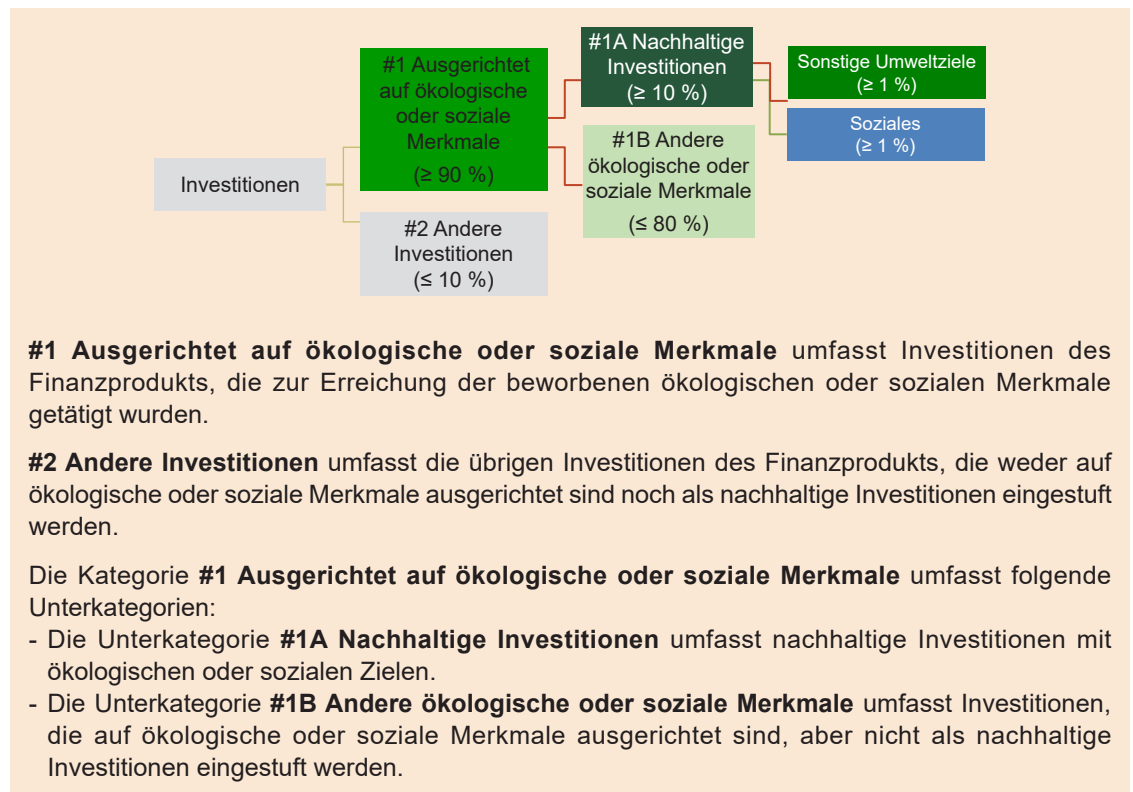 Investitionen
#1 Ausgerichtet
auf ökologische
oder soziale
Merkmale
(≥ 90 %)
#2 Andere
Investitionen
(≤ 10 %)
#1A Nachhaltige
Investitionen
(≥ 10 %)
#1B Andere
ökologische oder
soziale Merkmale
(≤ 80 %)
Sonstige Umweltziele
(≥ 1 %)
Soziales
(≥ 1 %)
#1 Ausgerichtet auf ökologische oder soziale Merkmale umfasst Investitionen des
Finanzprodukts, die zur Erreichung der beworbenen ökologischen oder sozialen Merkmale
getätigt wurden.
#2 Andere Investitionen umfasst die übrigen Investitionen des Finanzprodukts, die weder auf
ökologische oder soziale Merkmale ausgerichtet sind noch als nachhaltige Investitionen eingestuft
werden.
Die Kategorie #1 Ausgerichtet auf ökologische oder soziale Merkmale umfasst folgende
Unterkategorien:
- Die Unterkategorie #1A Nachhaltige Investitionen umfasst nachhaltige Investitionen mit
ökologischen oder sozialen Zielen.
- Die Unterkategorie #1B Andere ökologische oder soziale Merkmale umfasst Investitionen,
die auf ökologische oder soziale Merkmale ausgerichtet sind, aber nicht als nachhaltige
Investitionen eingestuft werden.